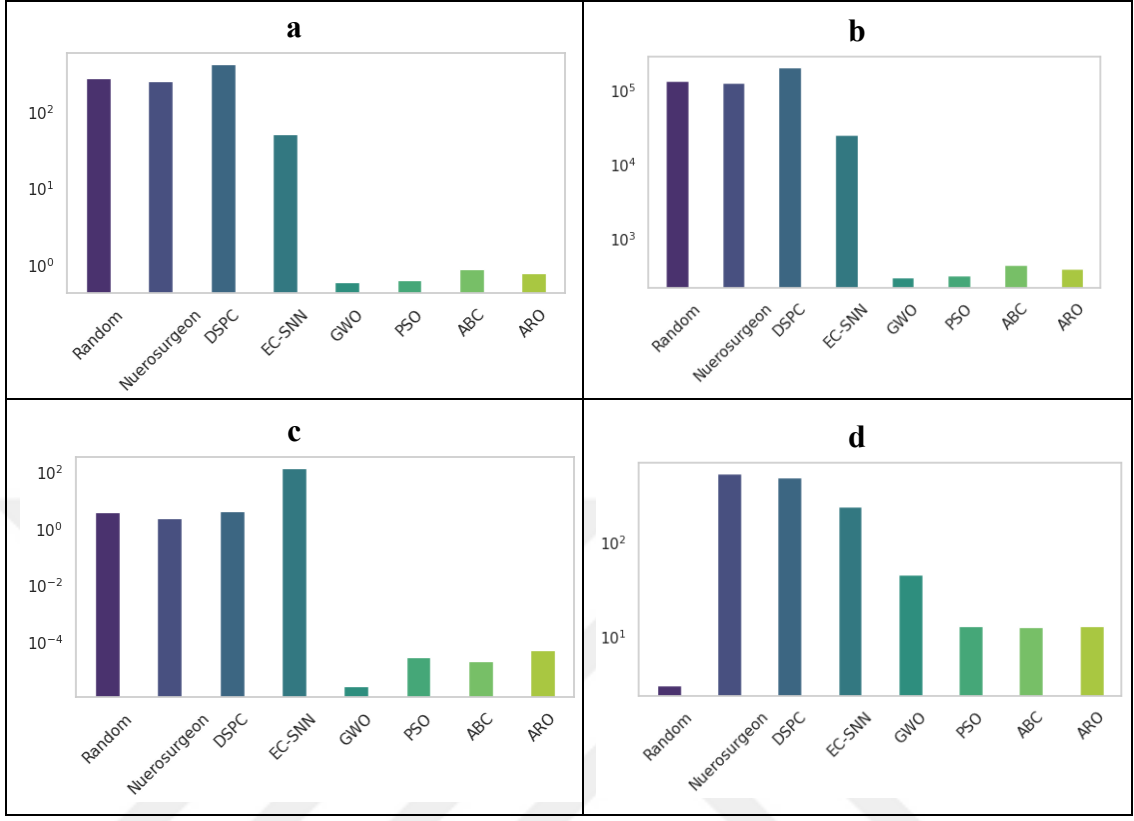 a
10²
10¹
10⁰
Random
Nuerosurgeon
DSPC
EC-SNN
GWO
PSO
ABC
ARO
b
10⁵
10⁴
10³
Random
Nuerosurgeon
DSPC
EC-SNN
GWO
PSO
ABC
ARO
c
10²
10⁰
10⁻²
10⁻⁴
Random
Nuerosurgeon
DSPC
EC-SNN
GWO
PSO
ABC
ARO
d
10²
10¹
Random
Nuerosurgeon
DSPC
EC-SNN
GWO
PSO
ABC
ARO